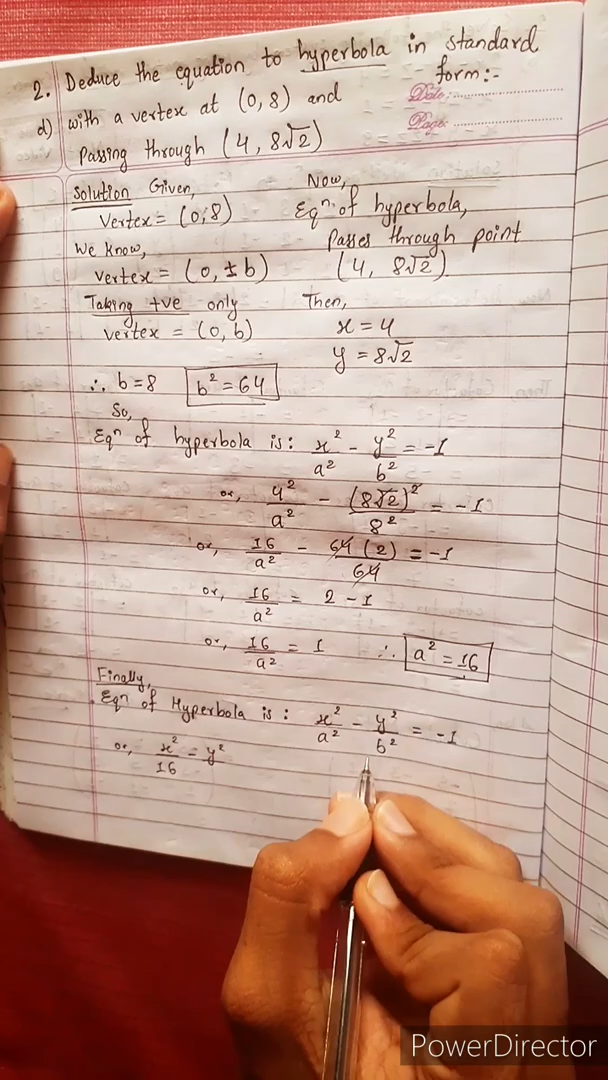 2. Deduce the equation to hyperbola in standard form:-
d) with a vertex at (0, 8) and
Passing through (4, 8√2)
Date:
Page:
Solution Given,
Vertex = (0, 8)
We know,
vertex = (0, ±b)
Taking +ve only
vertex = (0, b)
∴ b = 8 b² = 64
Now,
Eqⁿ of hyperbola,
Passes through point
(4, 8√2)
Then,
x = 4
y = 8√2
So,
Eqⁿ of hyperbola is: x²/a² - y²/b² = -1
or, 4²/a² - (8√2)²/8² = -1
or, 16/a² - 64(2)/64 = -1
or, 16/a² = 2 - 1
or, 16/a² = 1 ∴ a² = 16
Finally,
Eqⁿ of Hyperbola is: x²/a² - y²/b² = -1
or, x²/16 - y²
PowerDirector